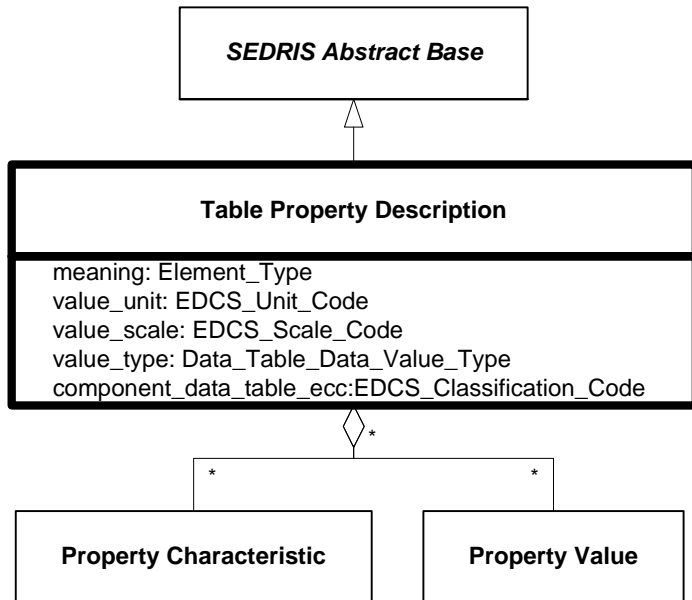 SEDRIS Abstract Base
Table Property Description
meaning: Element_Type
value_unit: EDCS_Unit_Code
value_scale: EDCS_Scale_Code
value_type: Data_Table_Data_Value_Type
component_data_table_ecc:EDCS_Classification_Code
*
* *
Property Characteristic
Property Value